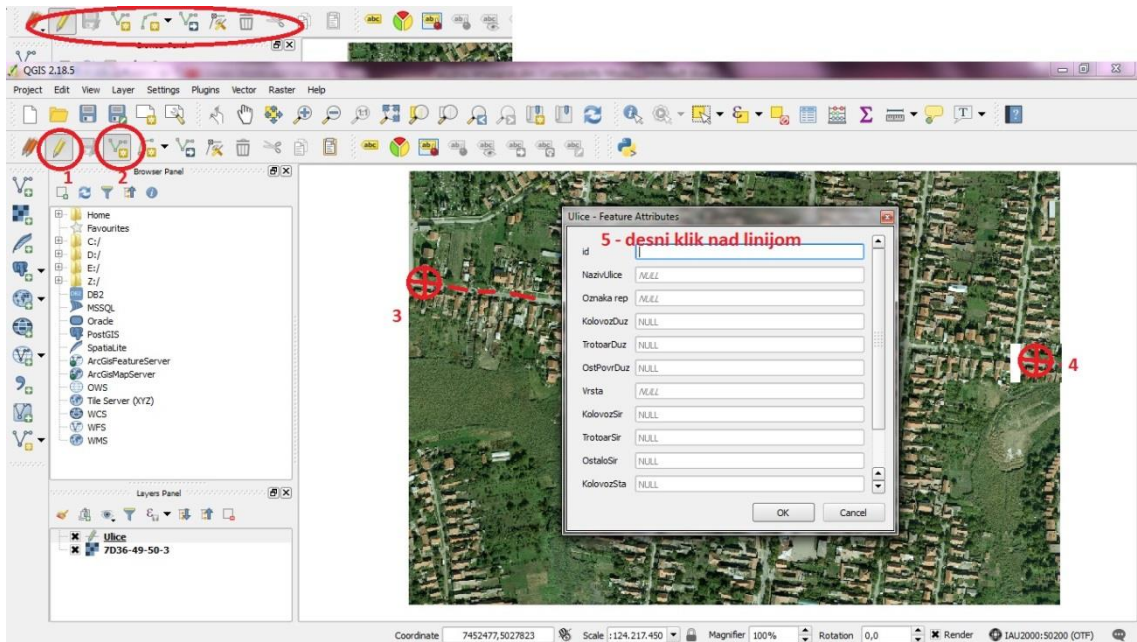 abc
Browser Panel
QGIS 2.18.5
Project Edit View Layer Settings Plugins Vector Raster Help
abc
1
2
Browser Panel
Home
Favourites
C:/
D:/
E:/
Z:/
DB2
MSSQL
Oracle
PostGIS
SpatiaLite
ArcGisFeatureServer
ArcGisMapServer
OWS
Tile Server (XYZ)
WCS
WFS
WMS
Layers Panel
Ulice
7D36-49-50-3
3
4
Ulice - Feature Attributes
5 - desni klik nad linijom
id
NazivUlice NULL
Oznaka rep NULL
KolovozDuz NULL
TrotoarDuz NULL
OstPovrDuz NULL
Vrsta NULL
KolovozSir NULL
TrotoarSir NULL
OstaloSir NULL
KolovozSta NULL
OK Cancel
Coordinate 7452477,5027823 Scale :124.217.450 Magnifier 100% Rotation 0,0 Render IAU2000:50200 (OTF)